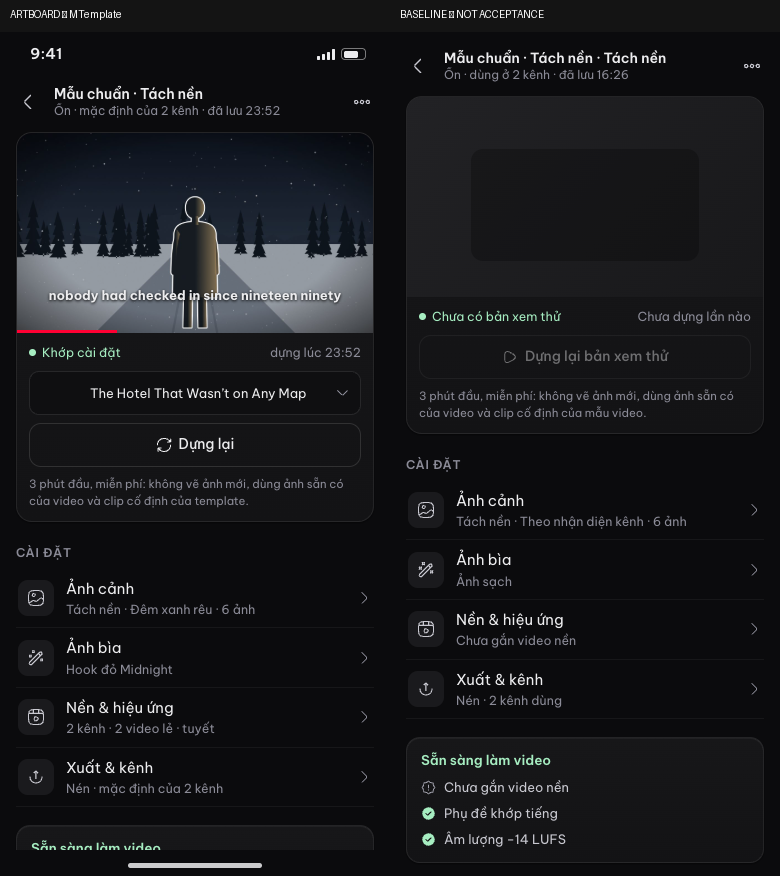 ARTBOARD MTemplate
9:41
Mẫu chuẩn · Tách nền
Ổn · mặc định của 2 kênh · đã lưu 23:52
nobody had checked in since nineteen ninety
Khớp cài đặt
dựng lúc 23:52
The Hotel That Wasn't on Any Map
Dựng lại
3 phút đầu, miễn phí: không vẽ ảnh mới, dùng ảnh sẵn có
của video và clip cố định của template.
CÀI ĐẶT
Ảnh cảnh
Tách nền · Đêm xanh rêu · 6 ảnh
Ảnh bìa
Hook đỏ Midnight
Nền & hiệu ứng
2 kênh · 2 video lẻ · tuyết
Xuất & kênh
Nén · mặc định của 2 kênh
Sẵn sàng làm video
BASELINE NOT ACCEPTANCE
Mẫu chuẩn · Tách nền · Tách nền
Ổn · dùng ở 2 kênh · đã lưu 16:26
Chưa có bản xem thử
Chưa dựng lần nào
Dựng lại bản xem thử
3 phút đầu, miễn phí: không vẽ ảnh mới, dùng ảnh sẵn có
của video và clip cố định của mẫu video.
CÀI ĐẶT
Ảnh cảnh
Tách nền · Theo nhận diện kênh · 6 ảnh
Ảnh bìa
Ảnh sạch
Nền & hiệu ứng
Chưa gắn video nền
Xuất & kênh
Nén · 2 kênh dùng
Sẵn sàng làm video
Chưa gắn video nền
Phụ đề khớp tiếng
Âm lượng -14 LUFS